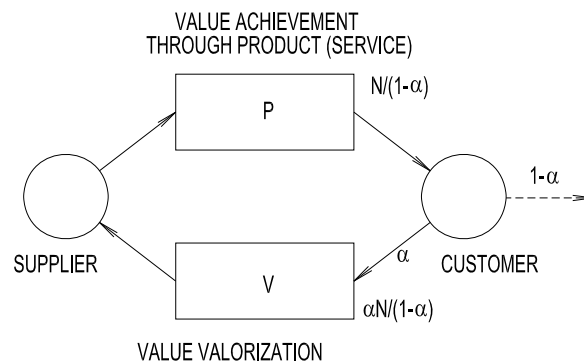 VALUE ACHIEVEMENT
THROUGH PRODUCT (SERVICE)
N/(1-α)
P
1-α
SUPPLIER
α
CUSTOMER
V
αN/(1-α)
VALUE VALORIZATION